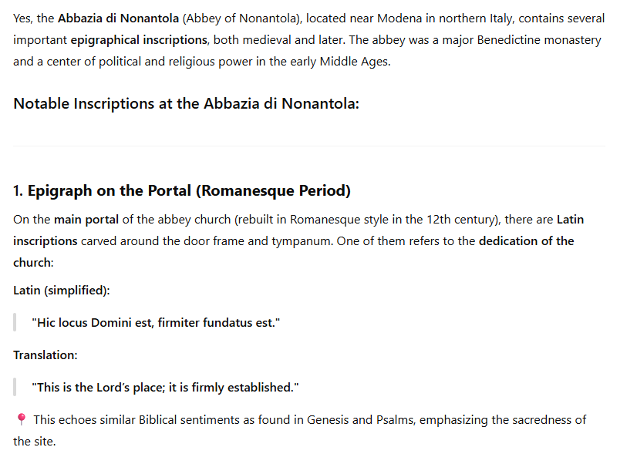 Yes, the Abbazia di Nonantola (Abbey of Nonantola), located near Modena in northern Italy, contains several
important epigraphical inscriptions, both medieval and later. The abbey was a major Benedictine monastery
and a center of political and religious power in the early Middle Ages.
Notable Inscriptions at the Abbazia di Nonantola:
1. Epigraph on the Portal (Romanesque Period)
On the main portal of the abbey church (rebuilt in Romanesque style in the 12th century), there are Latin
inscriptions carved around the door frame and tympanum. One of them refers to the dedication of the
church:
Latin (simplified):
"Hic locus Domini est, firmiter fundatus est."
Translation:
"This is the Lord's place; it is firmly established."
📍 This echoes similar Biblical sentiments as found in Genesis and Psalms, emphasizing the sacredness of
the site.